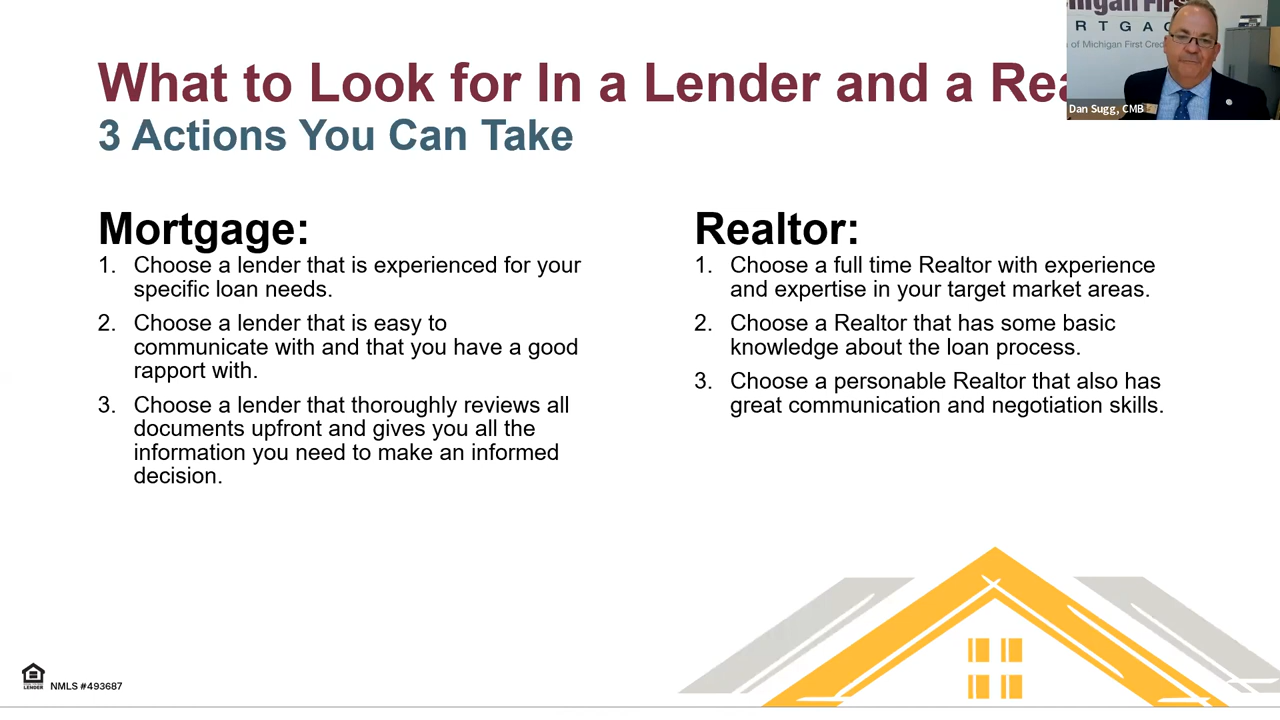 What to Look for In a Lender and a Rea
3 Actions You Can Take
Mortgage:
1. Choose a lender that is experienced for your
specific loan needs.
2. Choose a lender that is easy to
communicate with and that you have a good
rapport with.
3. Choose a lender that thoroughly reviews all
documents upfront and gives you all the
information you need to make an informed
decision.
Realtor:
1. Choose a full time Realtor with experience
and expertise in your target market areas.
2. Choose a Realtor that has some basic
knowledge about the loan process.
3. Choose a personable Realtor that also has
great communication and negotiation skills.
higan Firs
RTGAG
of Michigan First Cred
Dan Sugg, CMB
LENDER
NMLS #493687